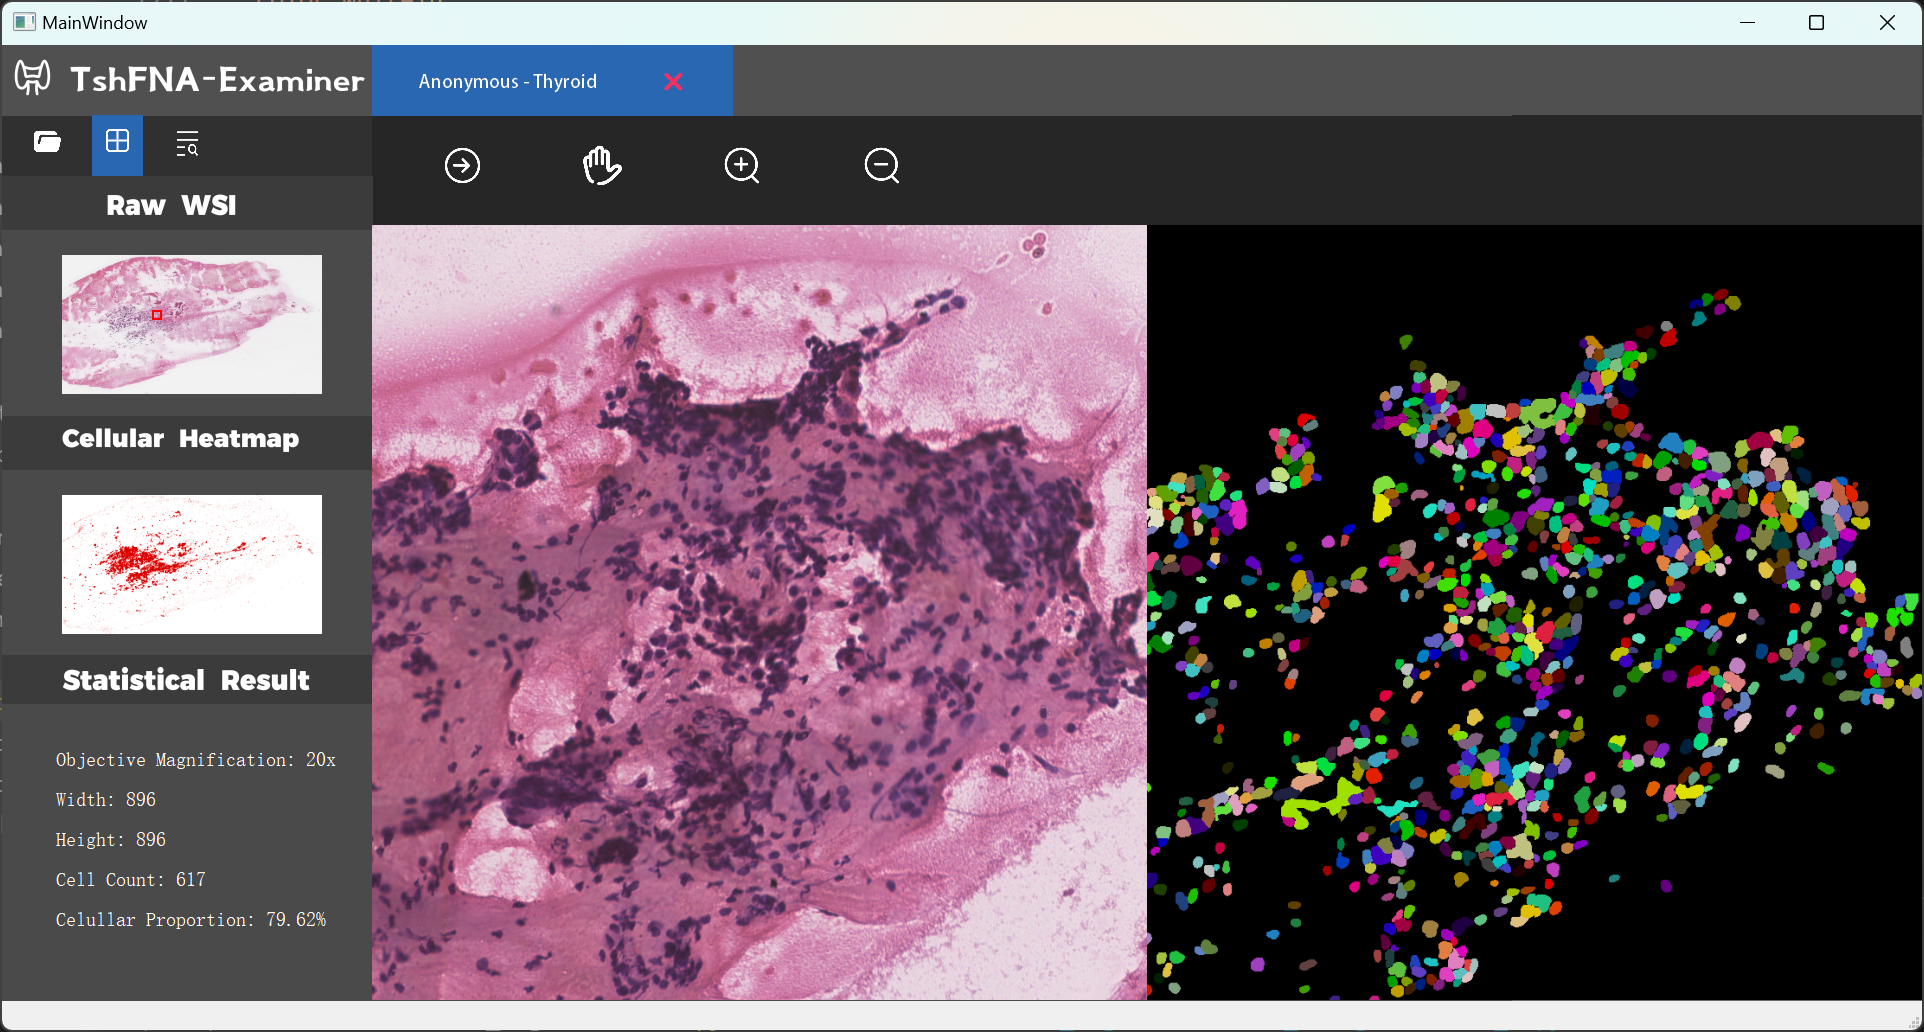 MainWindow
TshFNA-Examiner
Anonymous - Thyroid
Raw WSI
Cellular Heatmap
Statistical Result
Objective Magnification: 20x
Width: 896
Height: 896
Cell Count: 617
Celullar Proportion: 79.62%